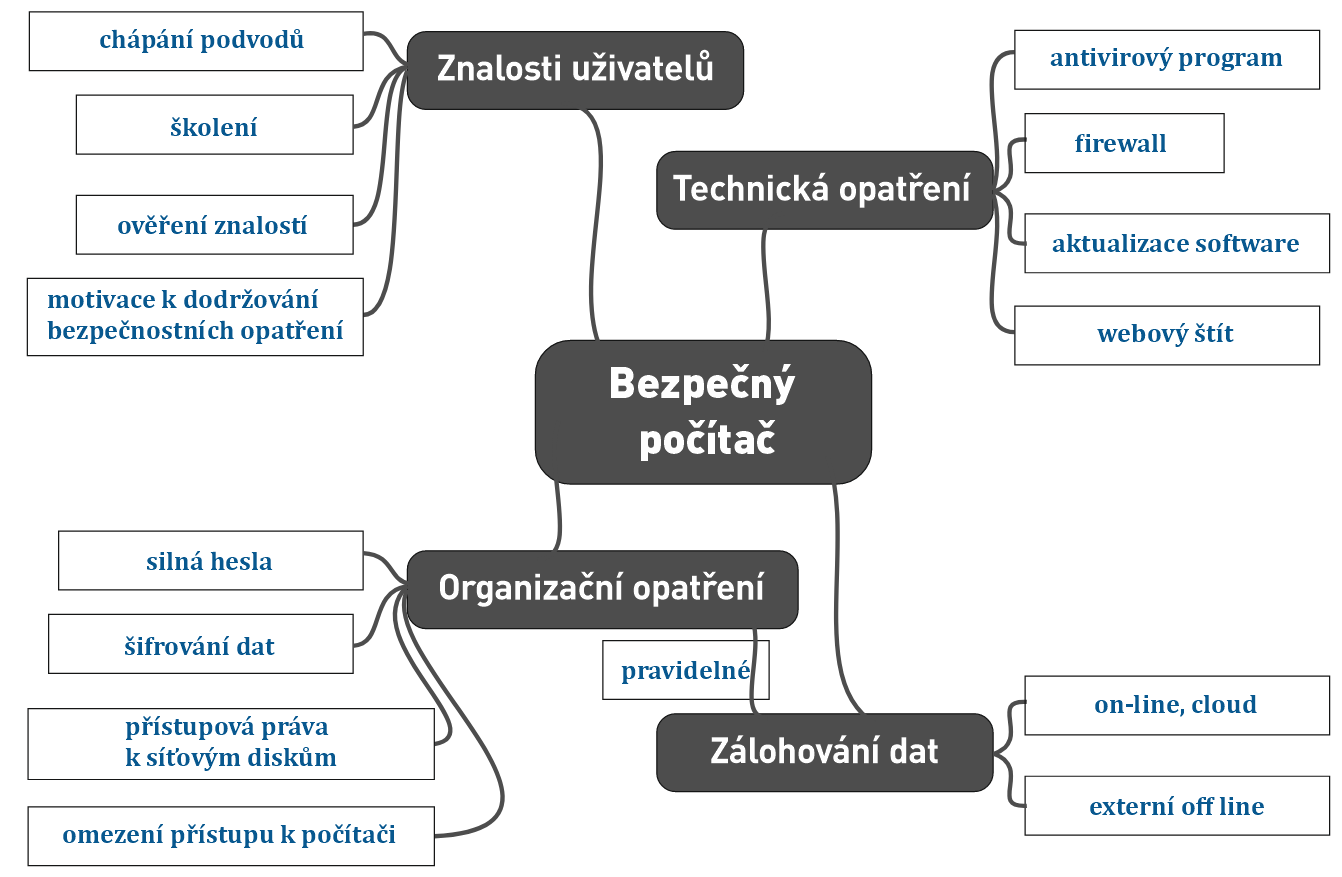 chápání podvodů
školení
ověření znalostí
motivace k dodržování
bezpečnostních opatření
Znalosti uživatelů
Technická opatření
antivirový program
firewall
aktualizace software
webový štít
Bezpečný
počítač
silná hesla
šifrování dat
přístupová práva
k síťovým diskům
omezení přístupu k počítači
Organizační opatření
pravidelné
Zálohování dat
on-line, cloud
externí off line